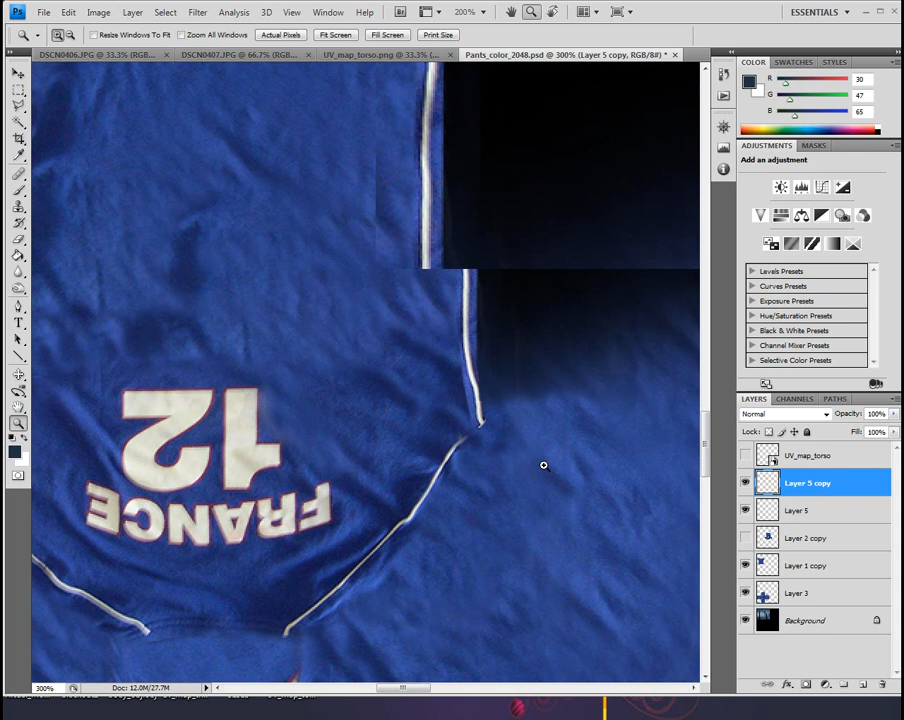 Ps File Edit Image Layer Select Filter Analysis 3D View Window Help Br 200% ESSENTIALS
Resize Windows To Fit Zoom All Windows Actual Pixels Fit Screen Fill Screen Print Size
DSCN0406.JPG @ 33.3% (RGB... × DSCN0407.JPG @ 66.7% (RGB... × UV_map_torso.png @ 33.3% (... × Pants_color_2048.psd @ 300% (Layer 5 copy, RGB/8#) * ×
COLOR SWATCHES STYLES
R 30
G 47
B 65
ADJUSTMENTS MASKS
Add an adjustment
Levels Presets
Curves Presets
Exposure Presets
Hue/Saturation Presets
Black & White Presets
Channel Mixer Presets
Selective Color Presets
12
FRANCE
LAYERS CHANNELS PATHS
Normal Opacity: 100%
Lock: Fill: 100%
UV_map_torso
Layer 5 copy
Layer 5
Layer 2 copy
Layer 1 copy
Layer 3
Background
300% Doc: 12.0M/27.7M